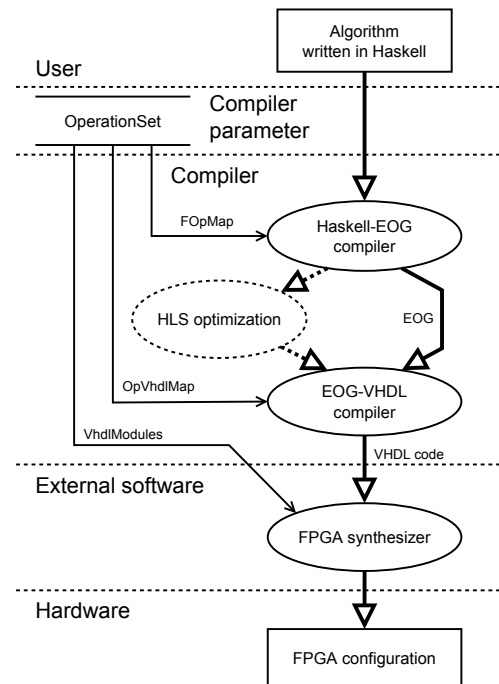 Algorithm
written in Haskell
User
OperationSet
Compiler
parameter
Compiler
FOpMap
Haskell-EOG
compiler
HLS optimization
EOG
OpVhdlMap
EOG-VHDL
compiler
VhdlModules
VHDL code
External software
FPGA synthesizer
Hardware
FPGA configuration